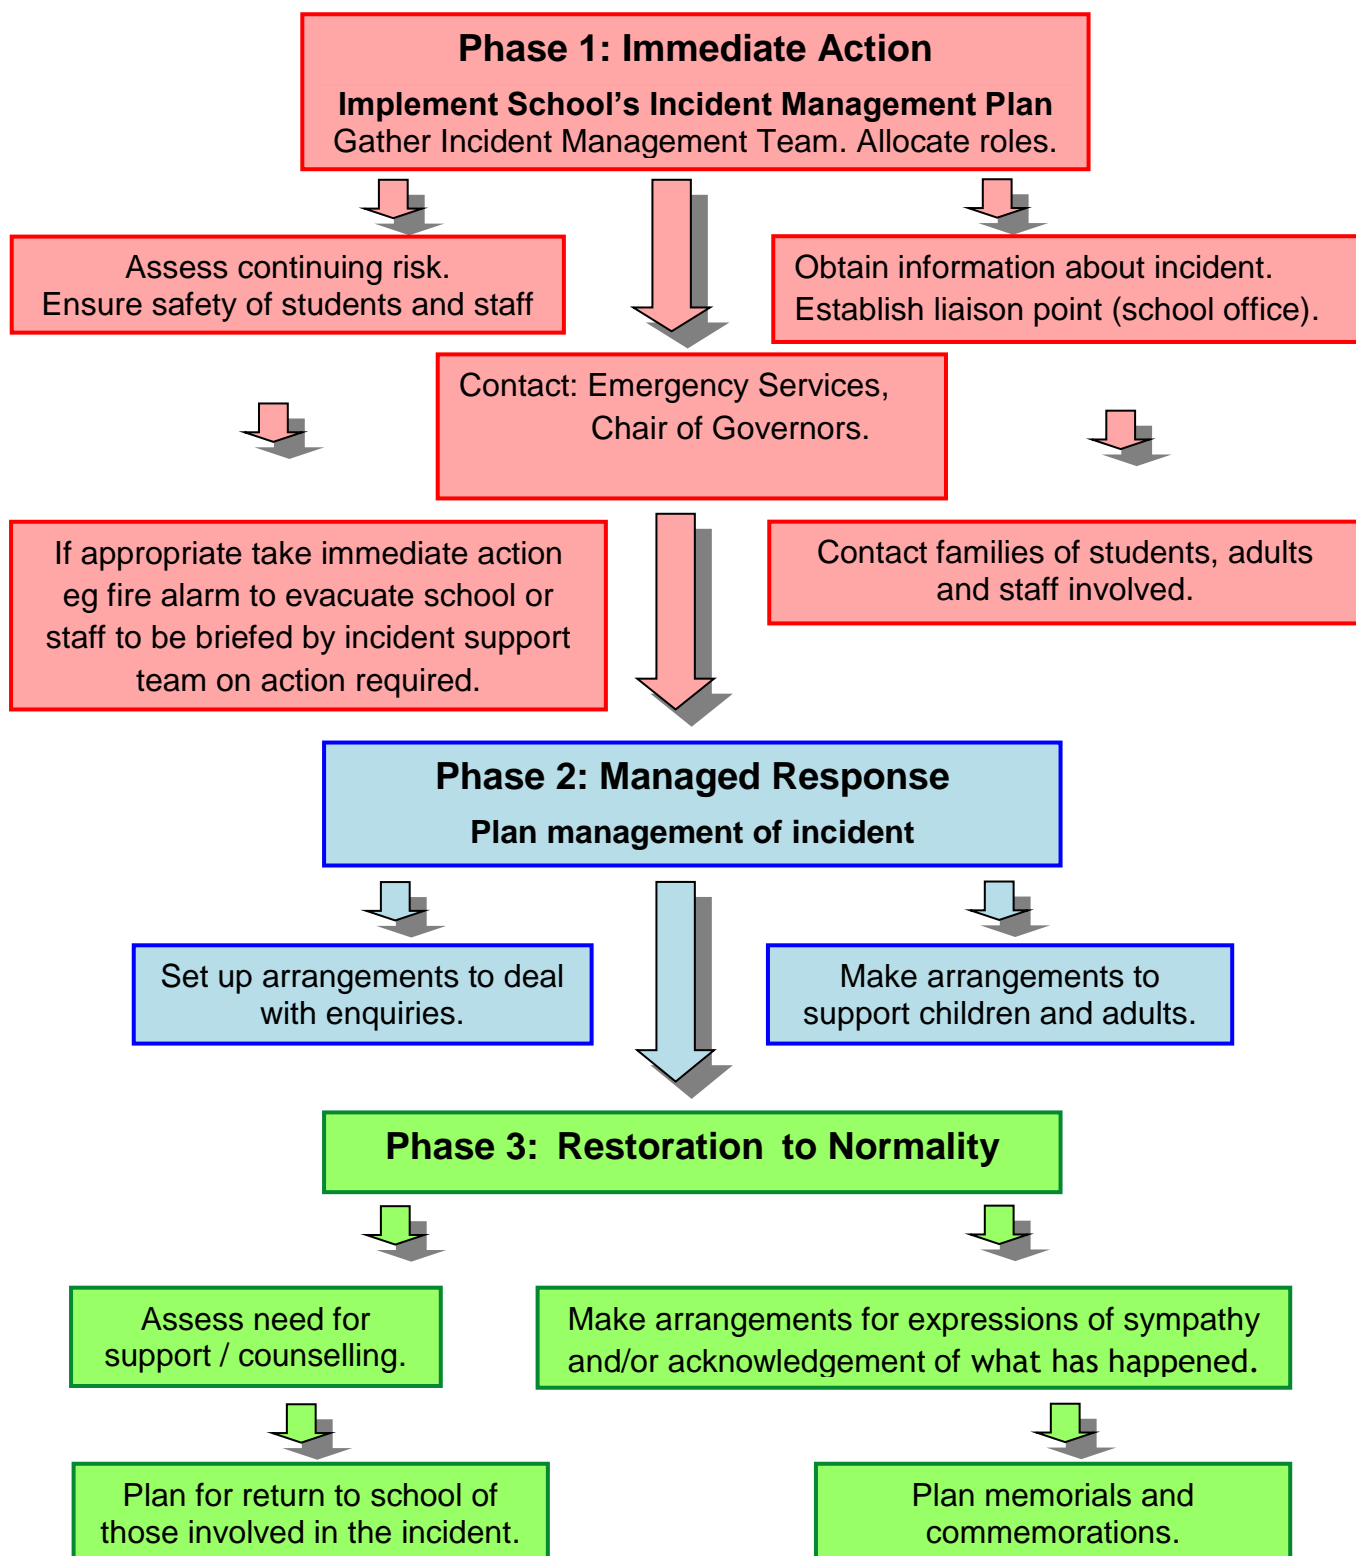 Phase 1: Immediate Action
Implement School’s Incident Management Plan
Gather Incident Management Team. Allocate roles.
Assess continuing risk.
Ensure safety of students and staff
Obtain information about incident.
Establish liaison point (school office).
Contact: Emergency Services,
Chair of Governors.
If appropriate take immediate action
eg fire alarm to evacuate school or
staff to be briefed by incident support
team on action required.
Contact families of students, adults
and staff involved.
Phase 2: Managed Response
Plan management of incident
Set up arrangements to deal
with enquiries.
Make arrangements to
support children and adults.
Phase 3: Restoration to Normality
Assess need for
support / counselling.
Make arrangements for expressions of sympathy
and/or acknowledgement of what has happened.
Plan for return to school of
those involved in the incident.
Plan memorials and
commemorations.